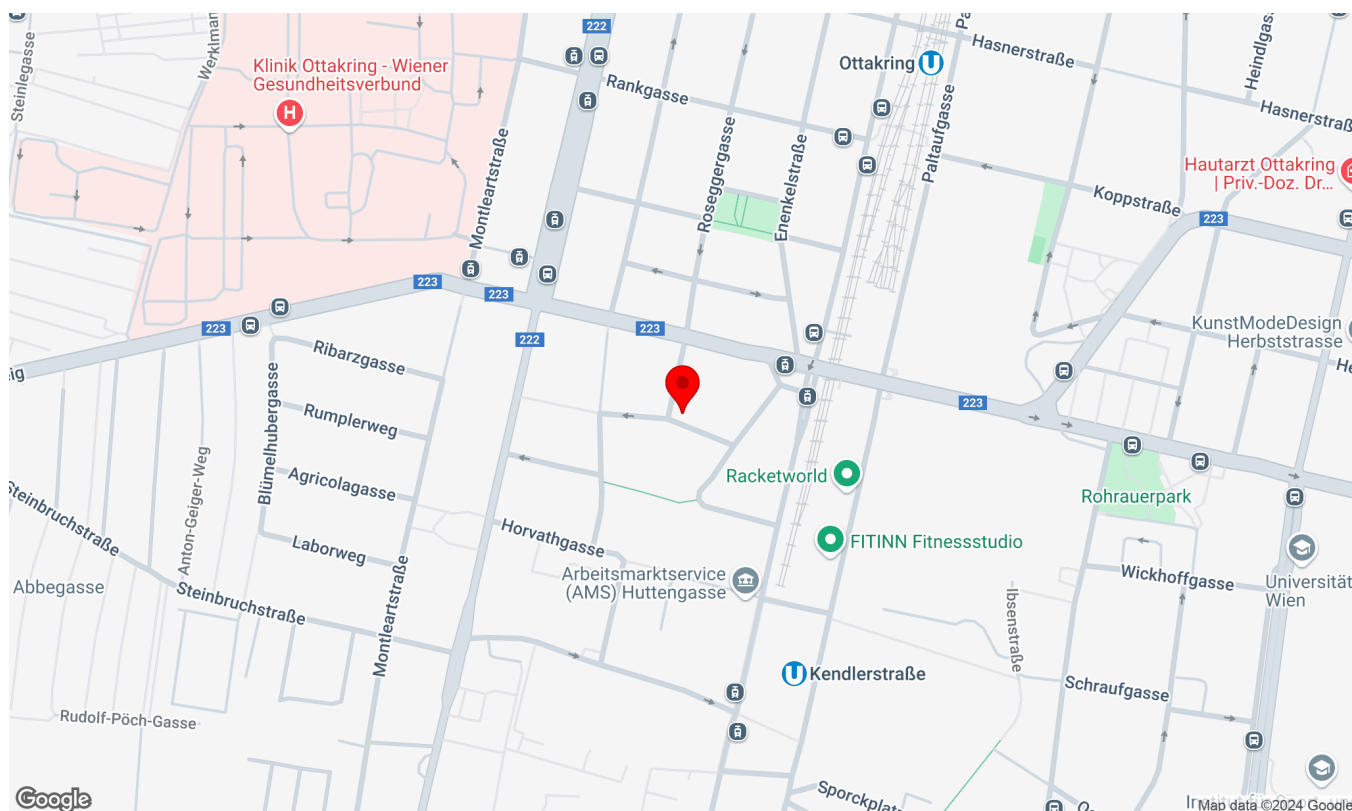 222
Hasnerstraße
Heindlgasse
Steinlegasse
Klinik Ottakring - Wiener
Gesundheitsverbund
Ottakring
Rankgasse
Hasnerstraße
Montleartstraße
Roseggergasse
Enenkelstraße
Paltaufgasse
Hautarzt Ottakring
| Priv.-Doz. Dr...
Koppstraße
223
223
223
223
223
222
KunstModeDesign
Herbststrasse
Ribarzgasse
Rumplerweg
Agricolagasse
Laborweg
Blümelhubergasse
Anton-Geiger-Weg
Steinbruchstraße
Abbegasse
Steinbruchstraße
Montleartstraße
223
Racketworld
Rohrauerpark
Horvathgasse
FITINN Fitnessstudio
Arbeitsmarktservice
(AMS) Huttengasse
Wickhoffgasse
Universität
Wien
Ibsenstraße
Kendlerstraße
Schraufgasse
Rudolf-Pöch-Gasse
Sporckplatz
Google
Map data ©2024 Google